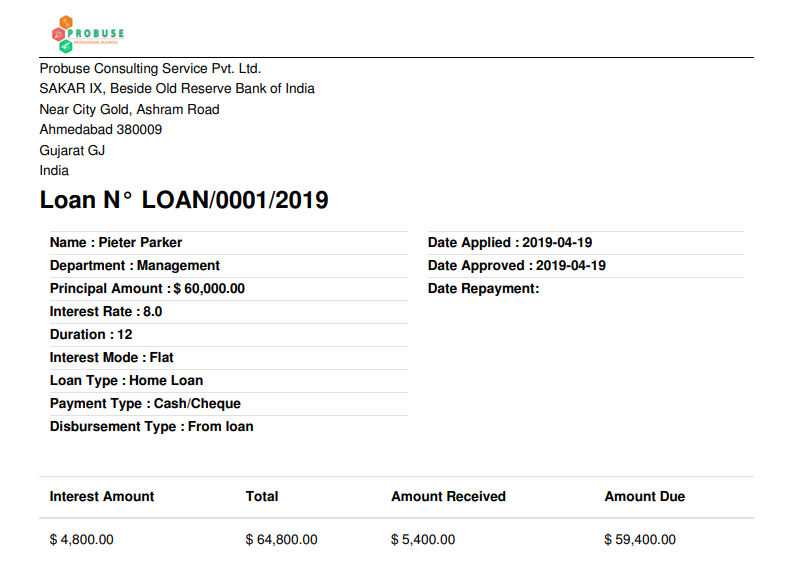 PROBUSE
PROFESSIONAL BUSINESS
Probuse Consulting Service Pvt. Ltd.
SAKAR IX, Beside Old Reserve Bank of India
Near City Gold, Ashram Road
Ahmedabad 380009
Gujarat GJ
India
Loan N° LOAN/0001/2019
Name : Pieter Parker
Department : Management
Principal Amount : $ 60,000.00
Interest Rate : 8.0
Duration : 12
Interest Mode : Flat
Loan Type : Home Loan
Payment Type : Cash/Cheque
Disbursement Type : From loan
Date Applied : 2019-04-19
Date Approved : 2019-04-19
Date Repayment:
Interest Amount Total Amount Received Amount Due
$ 4,800.00 $ 64,800.00 $ 5,400.00 $ 59,400.00